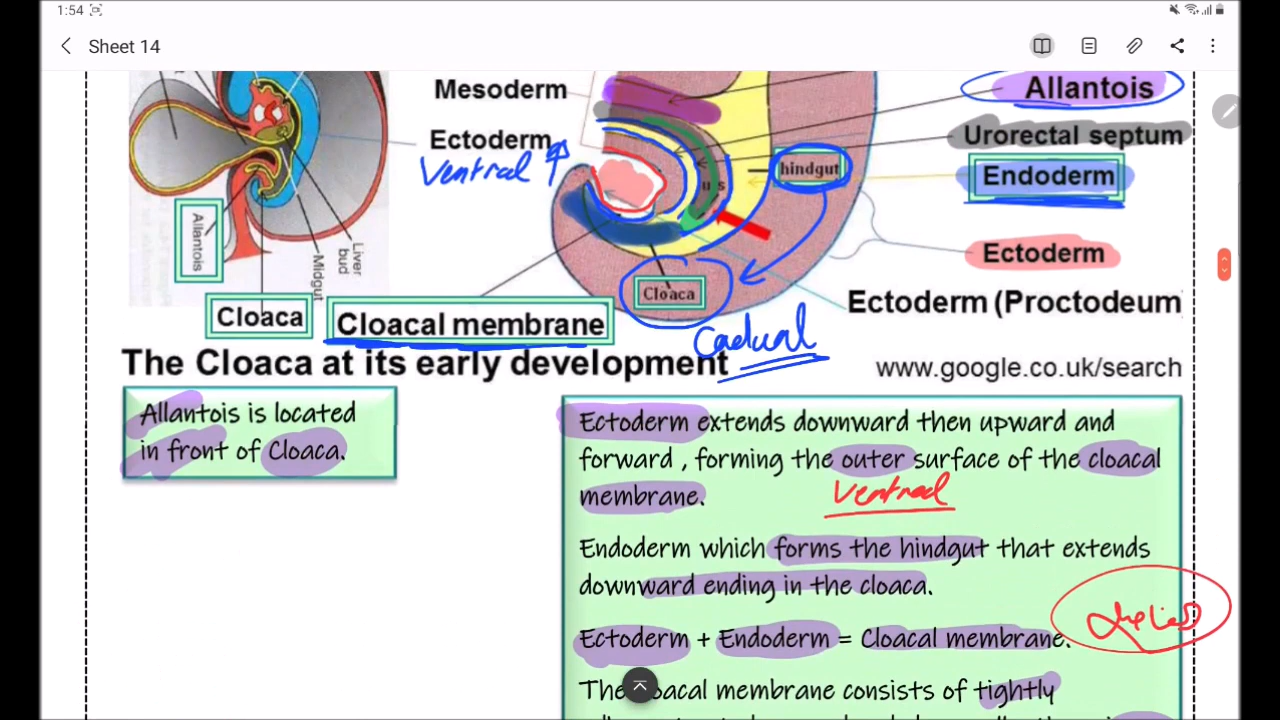 1:54
Sheet 14
Mesoderm
Allantois
Ectoderm
Urorectal septum
Ventral
hindgut
us
Endoderm
Allantois
Liver bud
Midgut
Ectoderm
Cloaca
Cloaca
Cloacal membrane
Ectoderm (Proctodeum
Cadual
The Cloaca at its early development
www.google.co.uk/search
Allantois is located
in front of Cloaca.
Ectoderm extends downward then upward and
forward , forming the outer surface of the cloacal
membrane.
Ventral
Endoderm which forms the hindgut that extends
downward ending in the cloaca.
Ectoderm + Endoderm = Cloacal membrane.
The cloacal membrane consists of tightly